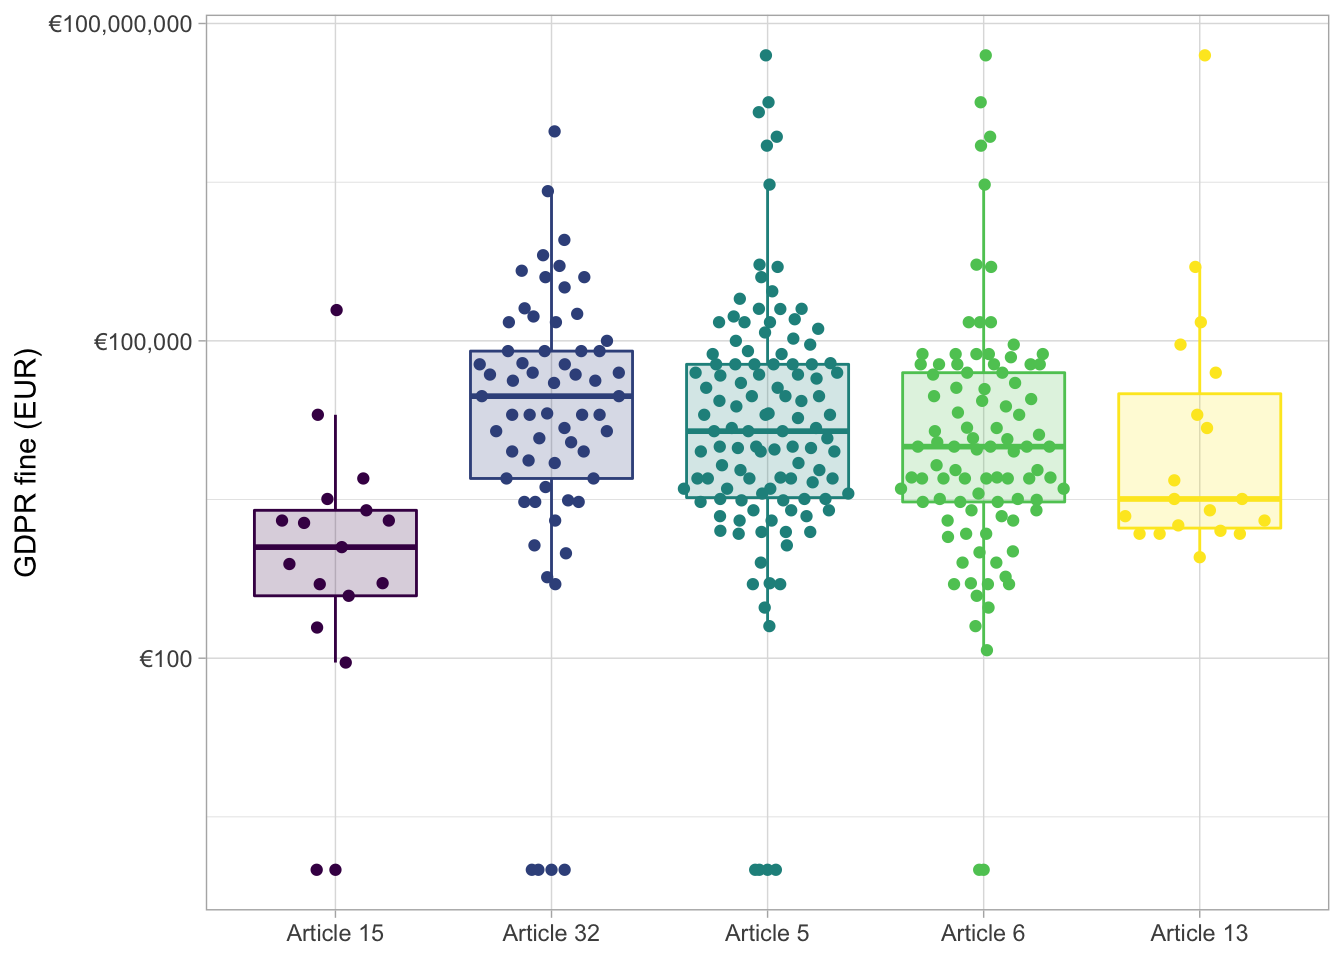 €100,000,000
€100,000
€100
GDPR fine (EUR)
Article 15
Article 32
Article 5
Article 6
Article 13